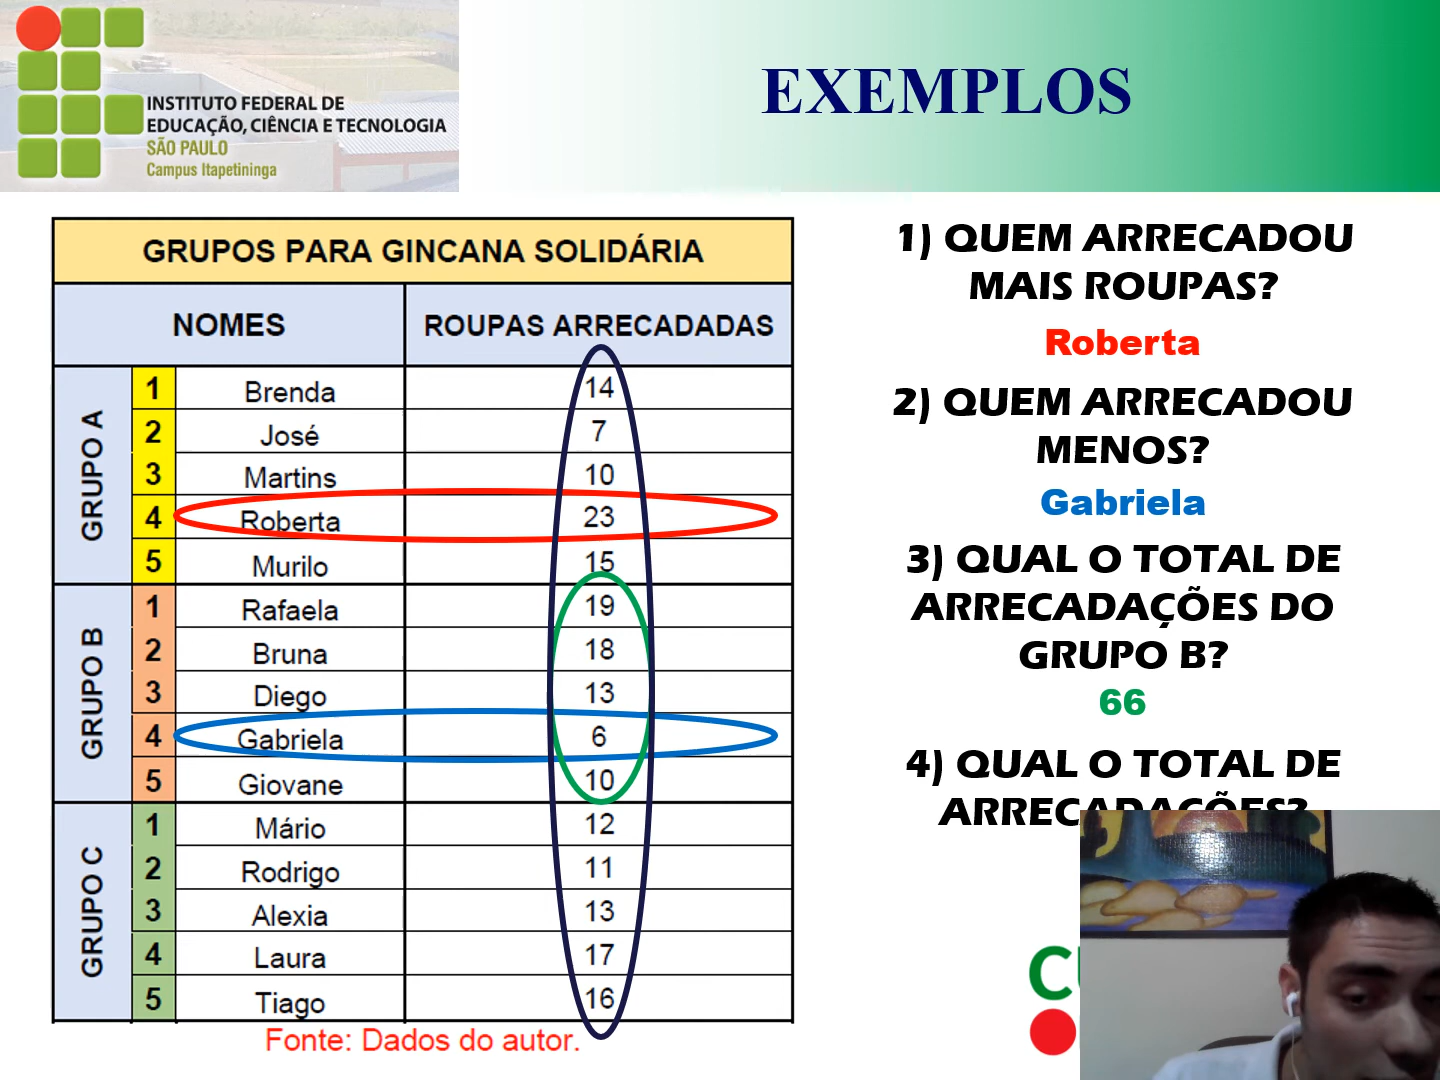 INSTITUTO FEDERAL DE
EDUCAÇÃO, CIÊNCIA E TECNOLOGIA
SÃO PAULO
Campus Itapetininga
EXEMPLOS
GRUPOS PARA GINCANA SOLIDÁRIA
NOMES ROUPAS ARRECADADAS
GRUPO A
1 Brenda 14
2 José 7
3 Martins 10
4 Roberta 23
5 Murilo 15
GRUPO B
1 Rafaela 19
2 Bruna 18
3 Diego 13
4 Gabriela 6
5 Giovane 10
GRUPO C
1 Mário 12
2 Rodrigo 11
3 Alexia 13
4 Laura 17
5 Tiago 16
Fonte: Dados do autor.
1) QUEM ARRECADOU
MAIS ROUPAS?
Roberta
2) QUEM ARRECADOU
MENOS?
Gabriela
3) QUAL O TOTAL DE
ARRECADAÇÕES DO
GRUPO B?
66
4) QUAL O TOTAL DE
ARRECADAÇÕES?